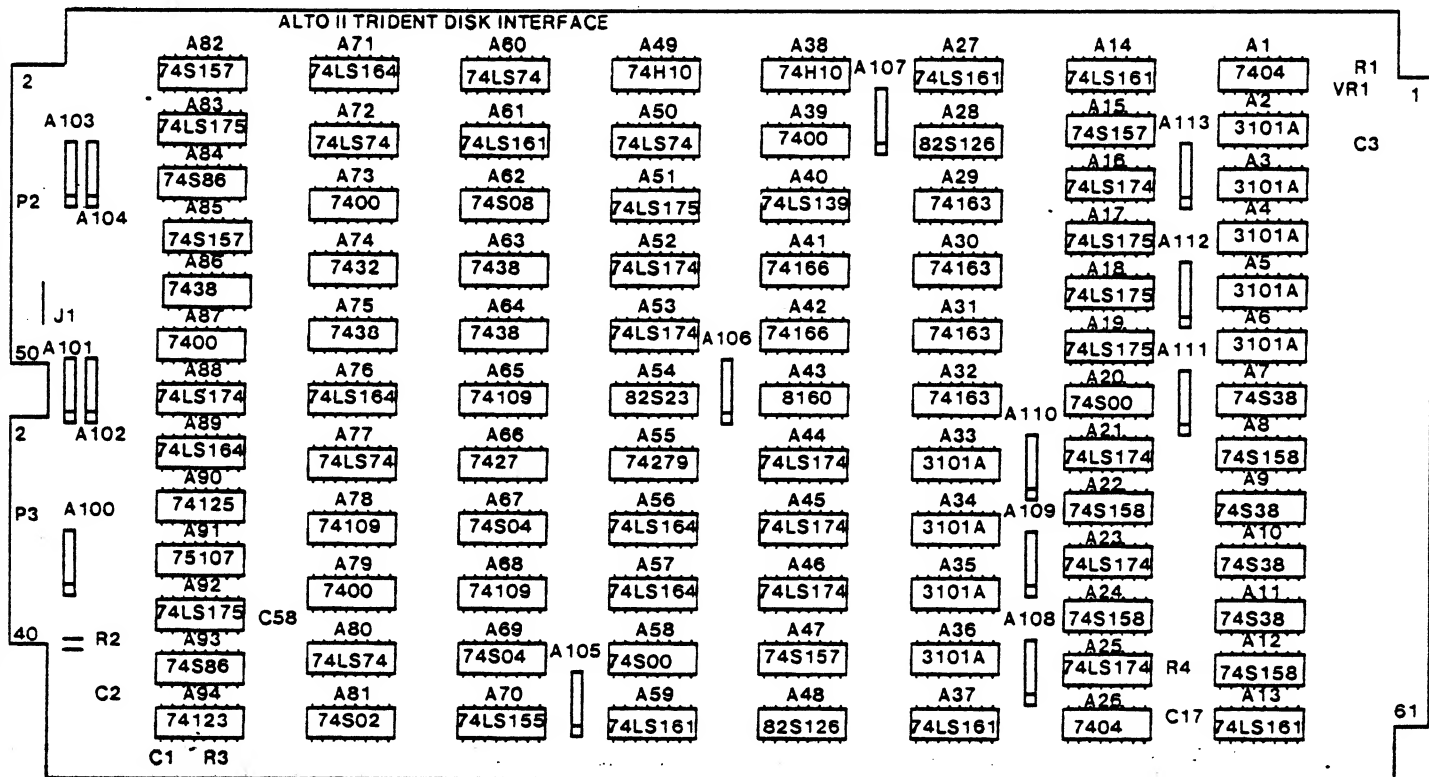 ALTO II TRIDENT DISK INTERFACE
A82 A71 A60 A49 A38 A27 A14 A1
74S157 74LS164 74LS74 74H10 74H10 A107 74LS161 74LS161 7404 R1
2 VR1 1
A83 A72 A61 A50 A39 A28 A15 A2
A103 74LS175 74LS74 74LS161 74LS74 7400 82S126 74S157 A113 3101A C3
A84 A73 A62 A51 A40 A29 A16 A3
74S86 7400 74S08 74LS175 74LS139 74163 74LS174 3101A
P2 A104
A85 A74 A63 A52 A41 A30 A17 A4
74S157 7432 7438 74LS174 74166 74163 74LS175 A112 3101A
A86 A75 A64 A53 A42 A31 A18 A5
7438 7438 7438 74LS174 74166 74163 74LS175 3101A
J1
A87 A106 A19 A6
50 A101 7400 74LS175 A111 3101A
A88 A76 A65 A54 A43 A32 A20 A7
74LS174 74LS164 74109 82S23 8160 74163 74S00 74S38
2 A102 A110
A89 A77 A66 A55 A44 A33 A21 A8
74LS164 74LS74 7427 74279 74LS174 3101A 74LS174 74S158
A90 A78 A67 A56 A45 A34 A22 A9
P3 A100 74125 74109 74S04 74LS164 74LS174 3101A A109 74S158 74S38
A91 A79 A68 A57 A46 A35 A23 A10
75107 7400 74109 74LS164 74LS174 3101A 74LS174 74S38
A92 A24 A11
74LS175 C58 A108 74S158 74S38
40 R2
A93 A80 A69 A105 A58 A47 A36 A25 A12
74S86 74LS74 74S04 74S00 74S157 3101A 74LS174 R4 74S158
C2
A94 A81 A70 A59 A48 A37 A26 A13
74123 74S02 74LS155 74LS161 82S126 74LS161 7404 C17 74LS161 61
C1 R3